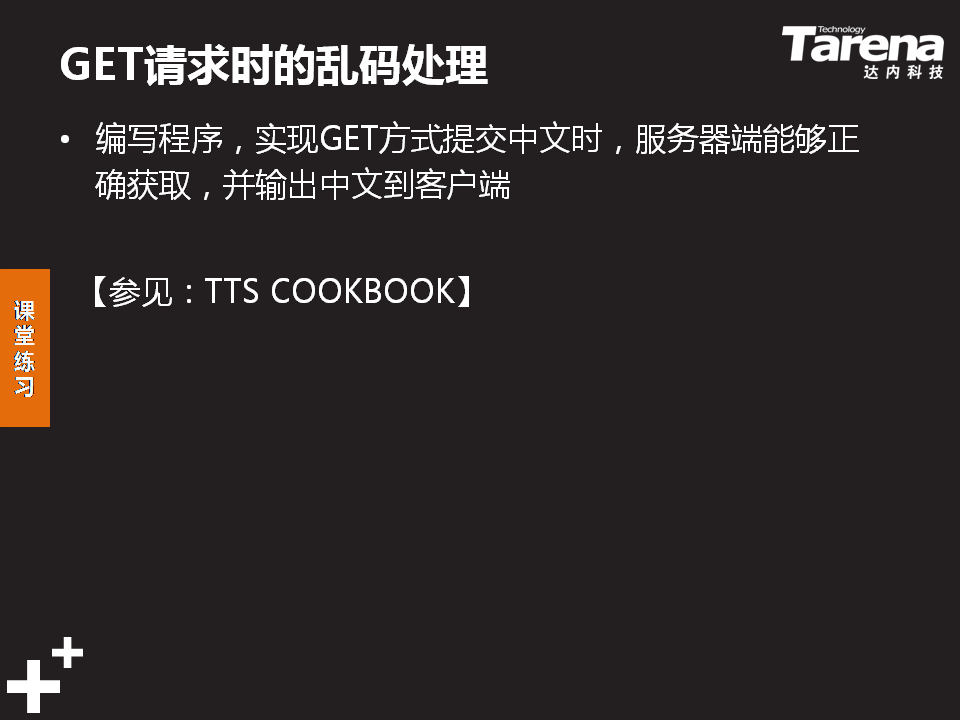 GET请求时的乱码处理
Technology
Tarena
达内科技
• 编写程序，实现GET方式提交中文时，服务器端能够正
确获取，并输出中文到客户端
【参见：TTS COOKBOOK】
课
堂
练
习